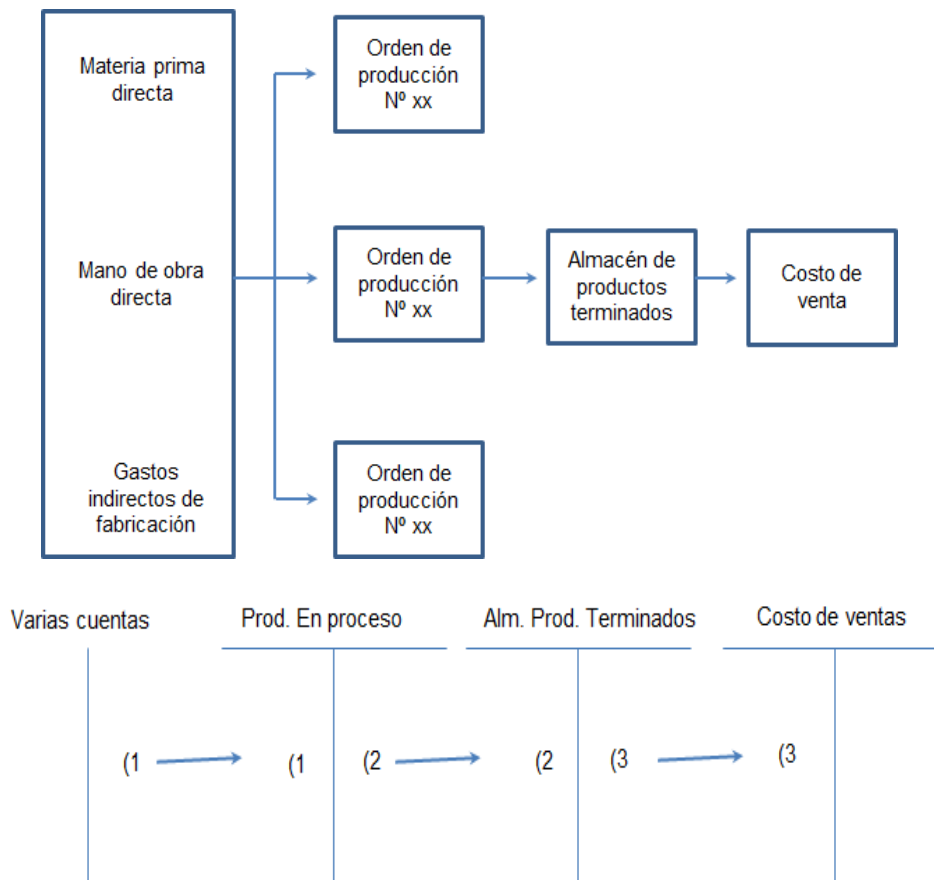 Materia prima
directa
Orden de
producción
Nº xx
Mano de obra
directa
Orden de
producción
Nº xx
Almacén de
productos
terminados
Costo de
venta
Gastos
indirectos de
fabricación
Orden de
producción
Nº xx
Varias cuentas
Prod. En proceso
Alm. Prod. Terminados
Costo de ventas
(1
(1
(2
(2
(3
(3